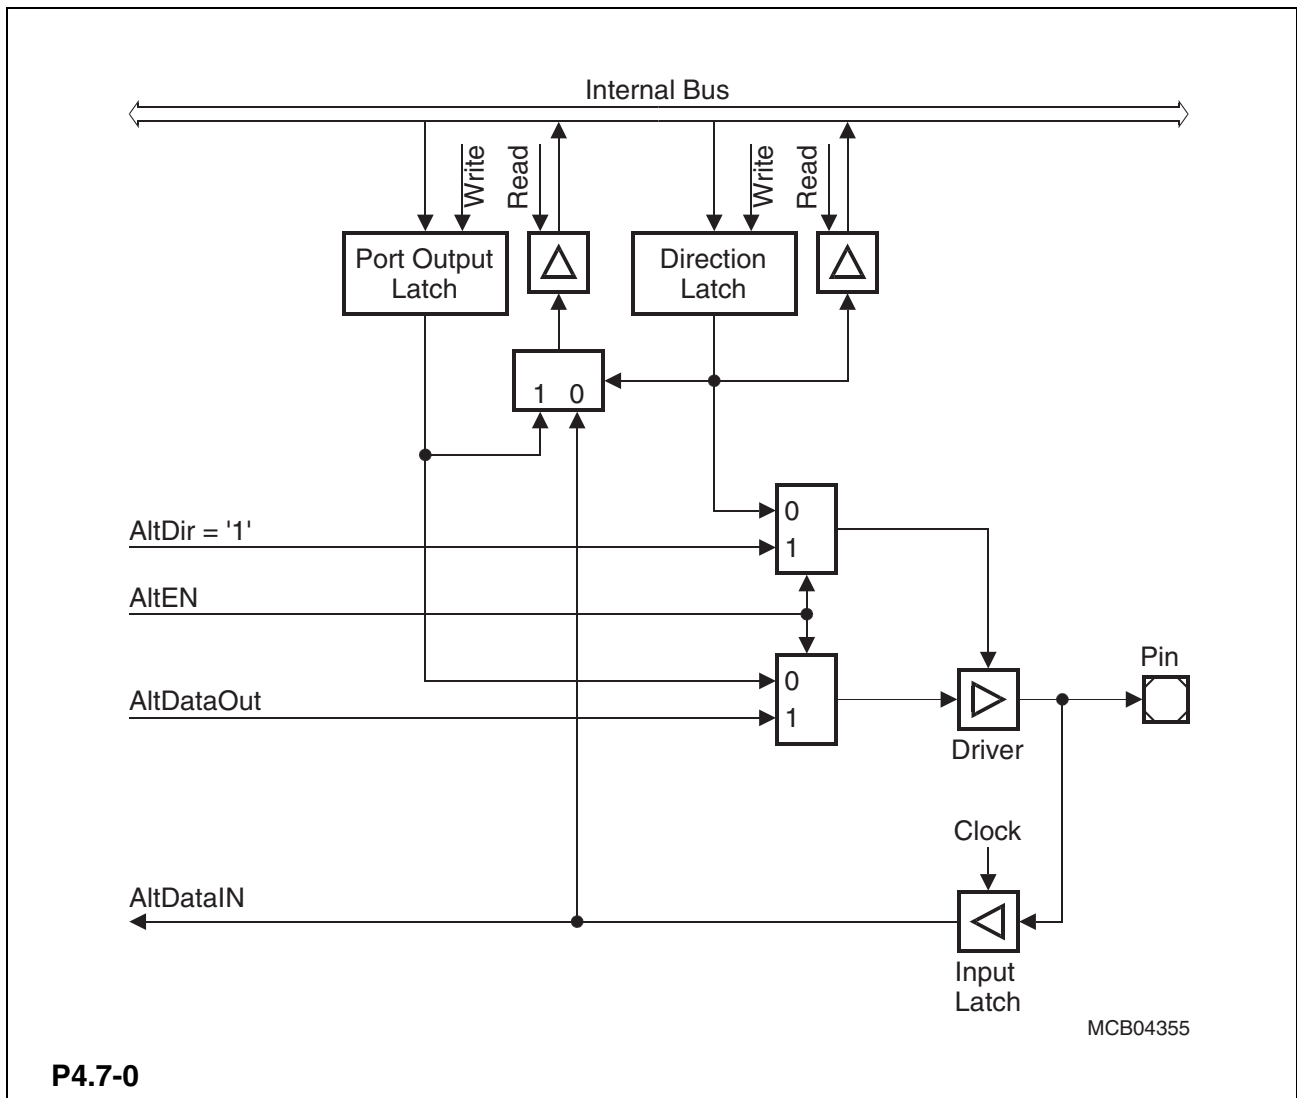 Internal Bus
Write
Read
Write
Read
Port Output
Latch
Direction
Latch
1 0
0
AltDir = '1'
1
AltEN
Pin
0
AltDataOut
1
Driver
Clock
AltDataIN
Input
Latch
MCB04355
P4.7-0